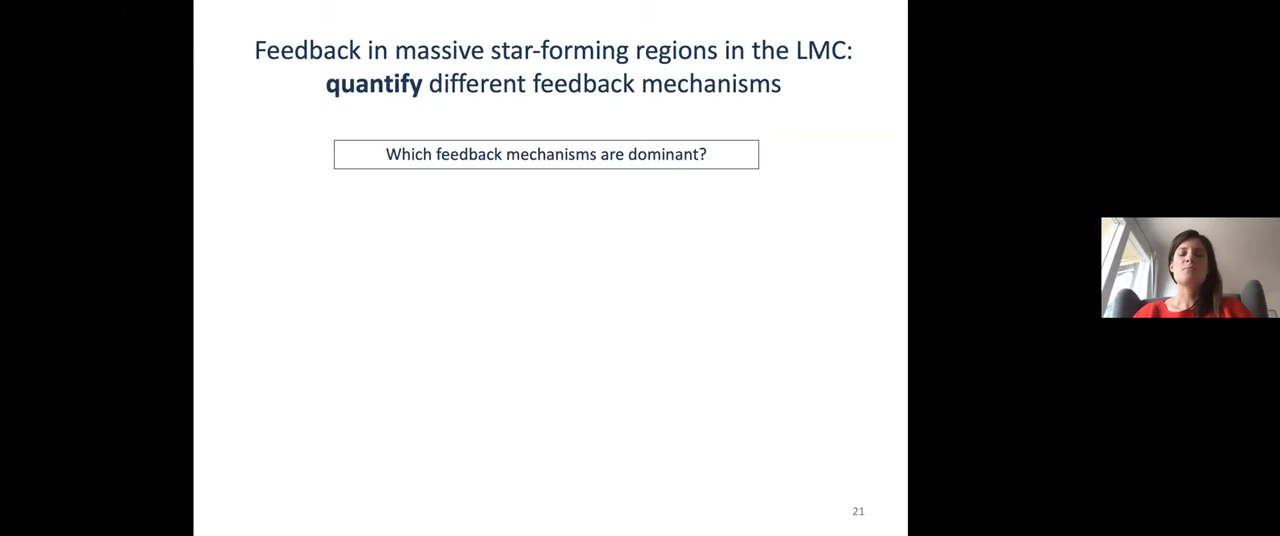 Feedback in massive star-forming regions in the LMC:
quantify different feedback mechanisms
Which feedback mechanisms are dominant?
21